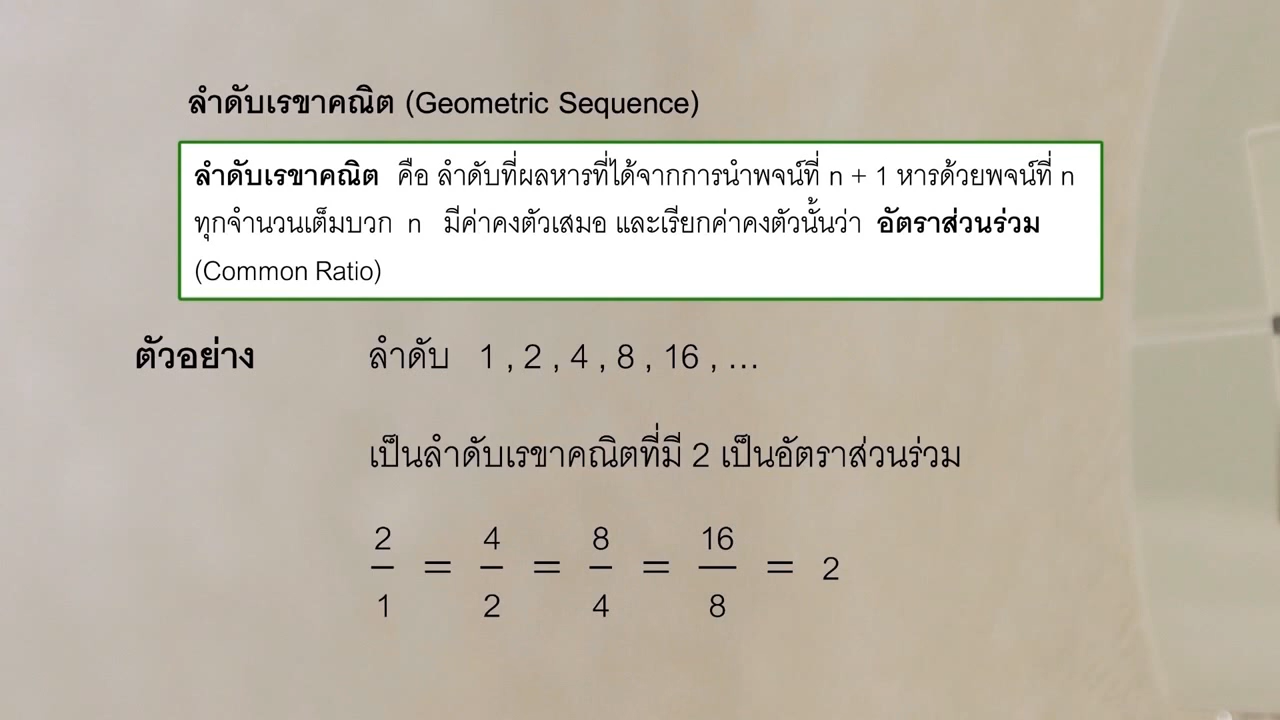 ลำดับเรขาคณิต (Geometric Sequence)
ลำดับเรขาคณิต คือ ลำดับที่ผลหารที่ได้จากการนำพจน์ที่ n + 1 หารด้วยพจน์ที่ n
ทุกจำนวนเต็มบวก n มีค่าคงตัวเสมอ และเรียกค่าคงตัวนั้นว่า อัตราส่วนร่วม
(Common Ratio)
ตัวอย่าง ลำดับ 1 , 2 , 4 , 8 , 16 , …
เป็นลำดับเรขาคณิตที่มี 2 เป็นอัตราส่วนร่วม
2/1 = 4/2 = 8/4 = 16/8 = 2